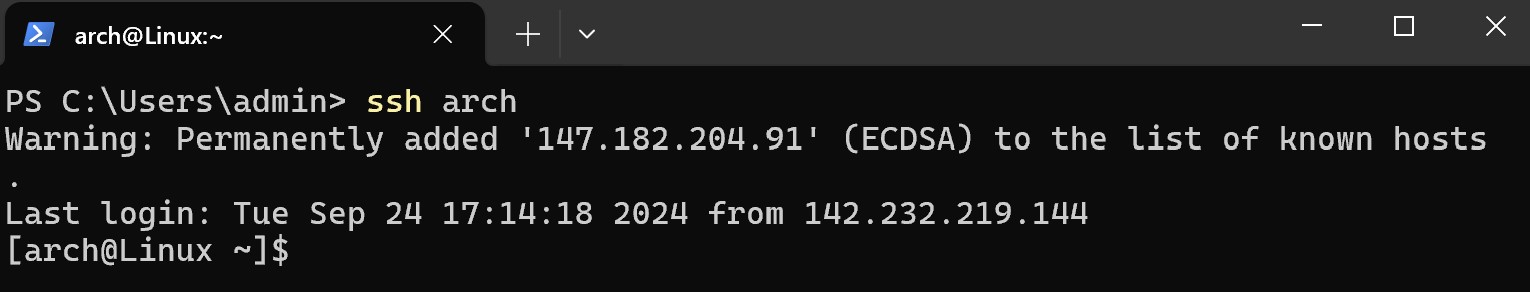 arch@Linux:~
PS C:\Users\admin> ssh arch
Warning: Permanently added '147.182.204.91' (ECDSA) to the list of known hosts
.
Last login: Tue Sep 24 17:14:18 2024 from 142.232.219.144
[arch@Linux ~]$